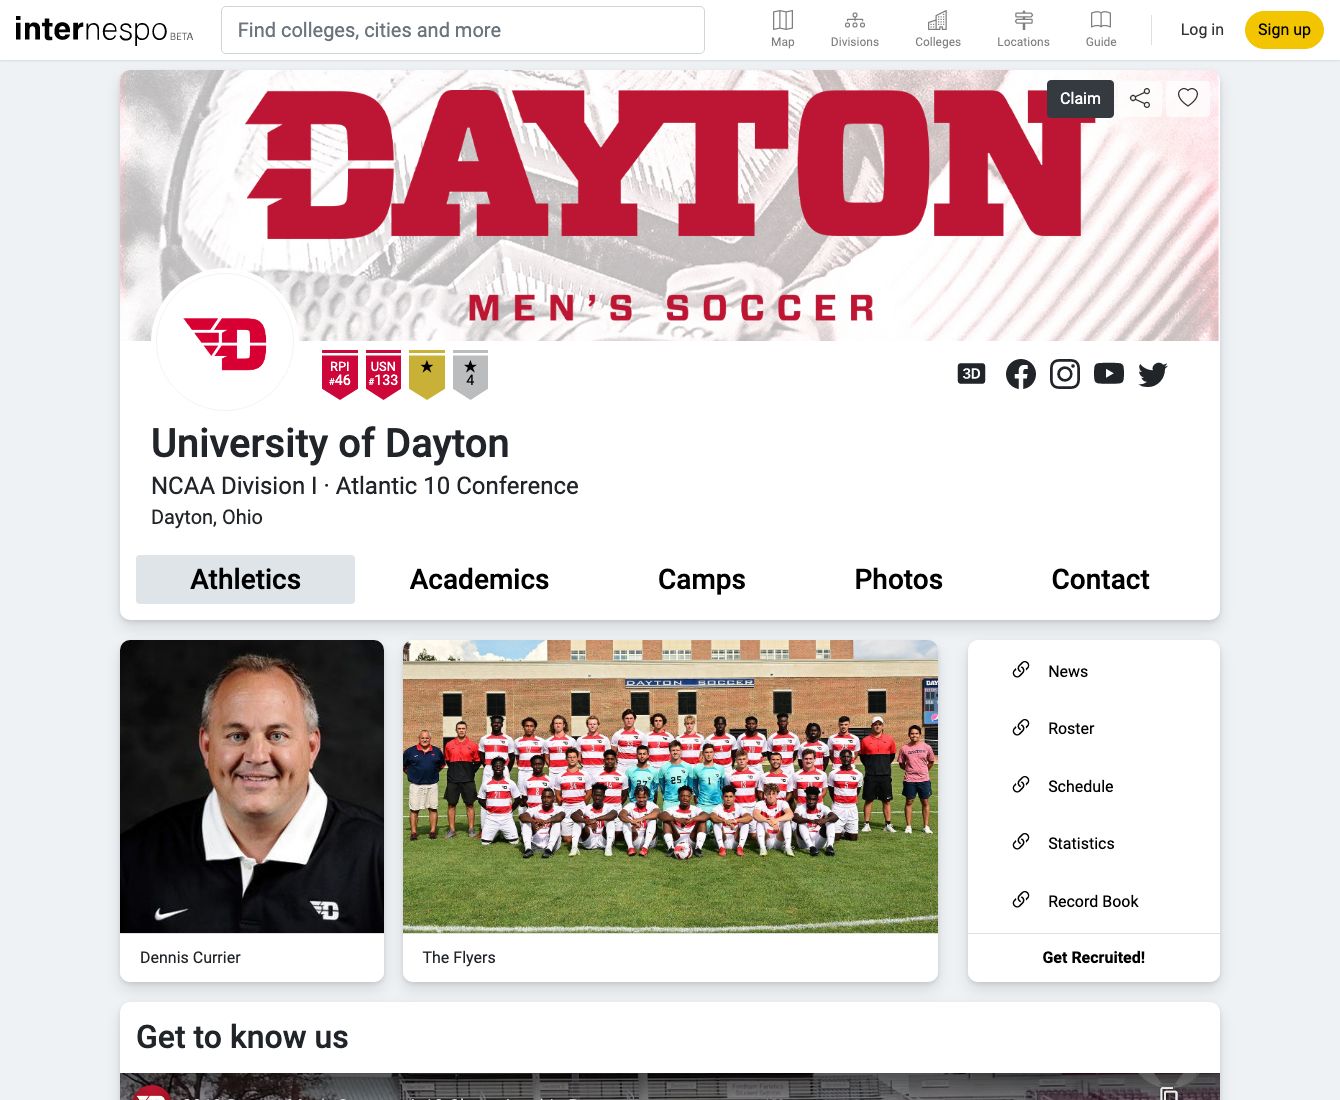 internespo BETA
Find colleges, cities and more
Map
Divisions
Colleges
Locations
Guide
Log in
Sign up
DAYTON
Claim
MEN'S SOCCER
D
RPI
#46
USN
#133
★
★
4
3D
University of Dayton
NCAA Division I · Atlantic 10 Conference
Dayton, Ohio
Athletics
Academics
Camps
Photos
Contact
DAYTON SOCCER
Dennis Currier
The Flyers
News
Roster
Schedule
Statistics
Record Book
Get Recruited!
Get to know us